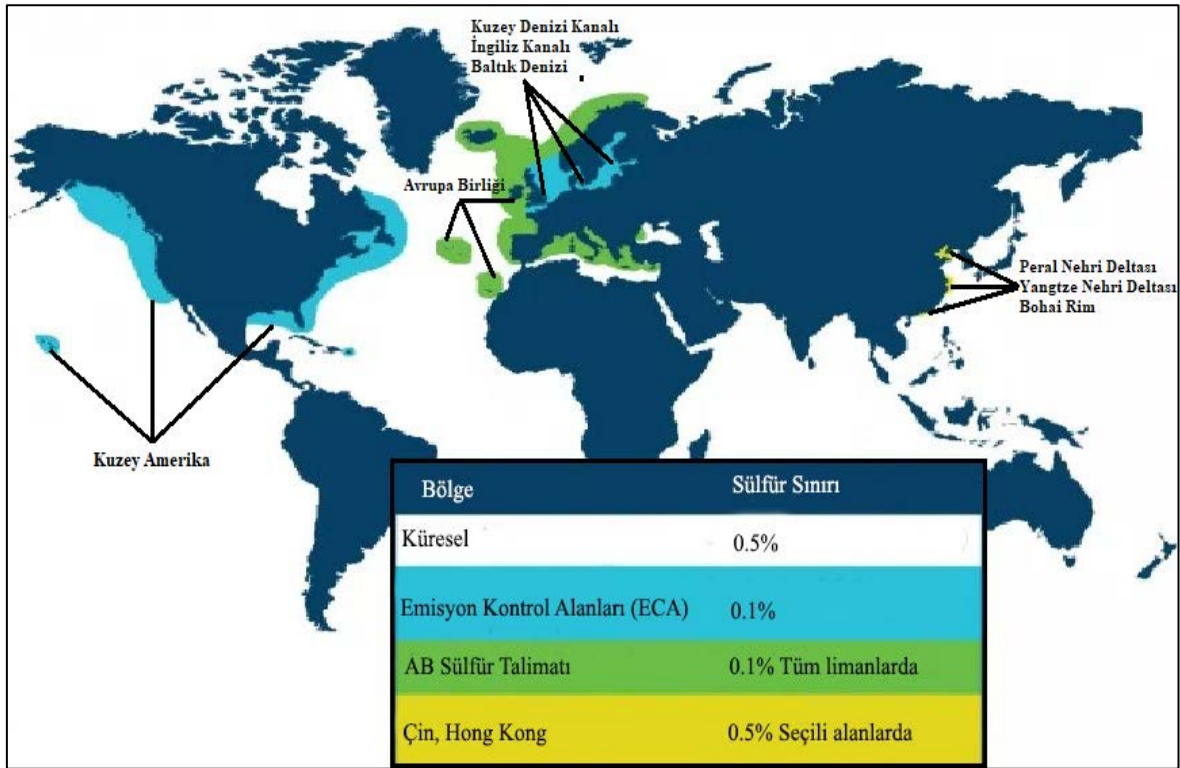 Kuzey Denizi Kanalı
İngiliz Kanalı
Baltık Denizi
Avrupa Birliği
Peral Nehri Deltası
Yangtze Nehri Deltası
Bohai Rim
Kuzey Amerika
Bölge Sülfür Sınırı
Küresel 0.5%
Emisyon Kontrol Alanları (ECA) 0.1%
AB Sülfür Talimatı 0.1% Tüm limanlarda
Çin, Hong Kong 0.5% Seçili alanlarda